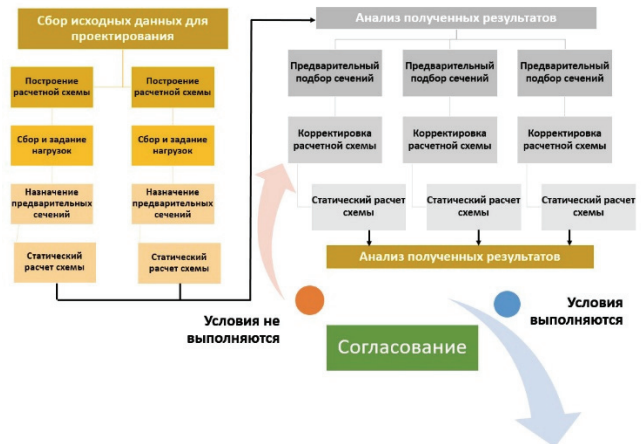 Сбор исходных данных для
проектирования
Построение
расчетной схемы
Построение
расчетной схемы
Сбор и задание
нагрузок
Сбор и задание
нагрузок
Назначение
предварительных
сечений
Назначение
предварительных
сечений
Статический
расчет схемы
Статический
расчет схемы
Анализ полученных результатов
Предварительный
подбор сечений
Предварительный
подбор сечений
Предварительный
подбор сечений
Корректировка
расчетной схемы
Корректировка
расчетной схемы
Корректировка
расчетной схемы
Статический расчет
схемы
Статический расчет
схемы
Статический расчет
схемы
Анализ полученных результатов
Условия не
выполняются
Условия
выполняются
Согласование